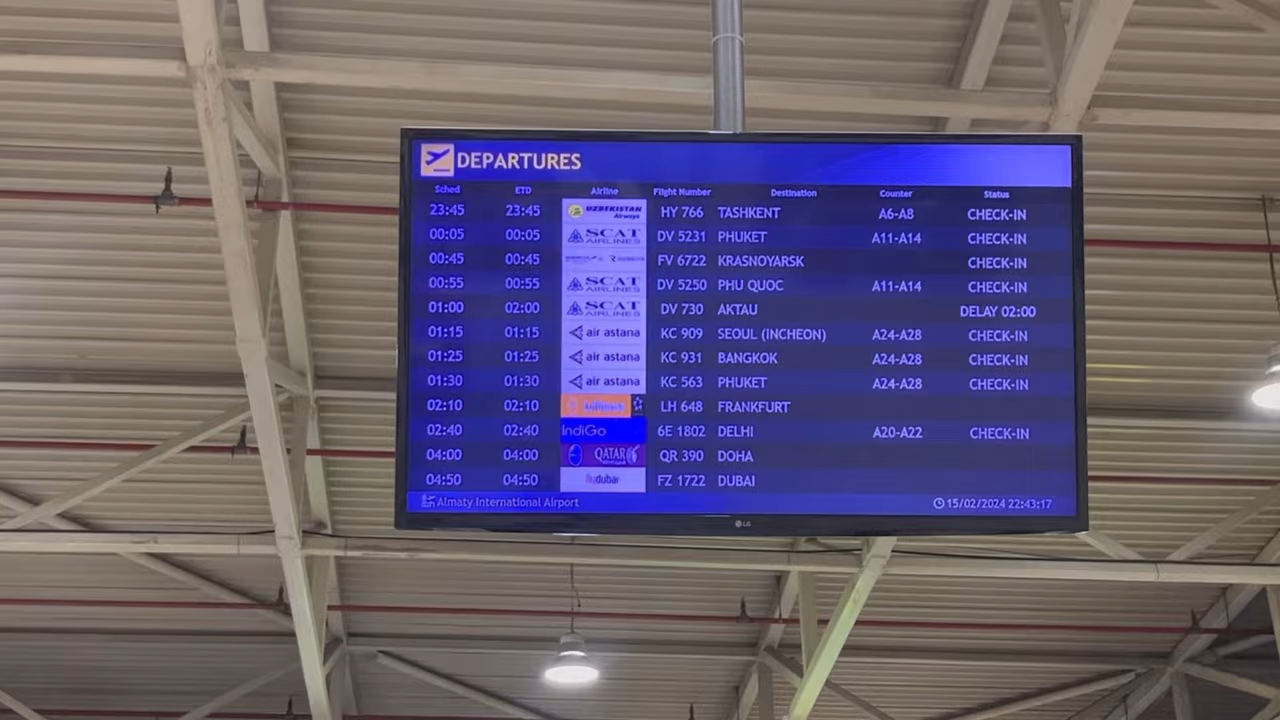 DEPARTURES
Sched ETD Airline Flight Number Destination Counter Status
23:45 23:45 UZBEKISTAN Airways HY 766 TASHKENT A6-A8 CHECK-IN
00:05 00:05 SCAT AIRLINES DV 5231 PHUKET A11-A14 CHECK-IN
00:45 00:45 FV 6722 KRASNOYARSK CHECK-IN
00:55 00:55 SCAT AIRLINES DV 5250 PHU QUOC A11-A14 CHECK-IN
01:00 02:00 SCAT AIRLINES DV 730 AKTAU DELAY 02:00
01:15 01:15 air astana KC 909 SEOUL (INCHEON) A24-A28 CHECK-IN
01:25 01:25 air astana KC 931 BANGKOK A24-A28 CHECK-IN
01:30 01:30 air astana KC 563 PHUKET A24-A28 CHECK-IN
02:10 02:10 LH 648 FRANKFURT
02:40 02:40 IndiGo 6E 1802 DELHI A20-A22 CHECK-IN
04:00 04:00 QATAR QR 390 DOHA
04:50 04:50 flydubai FZ 1722 DUBAI
Almaty International Airport 15/02/2024 22:43:17
LG